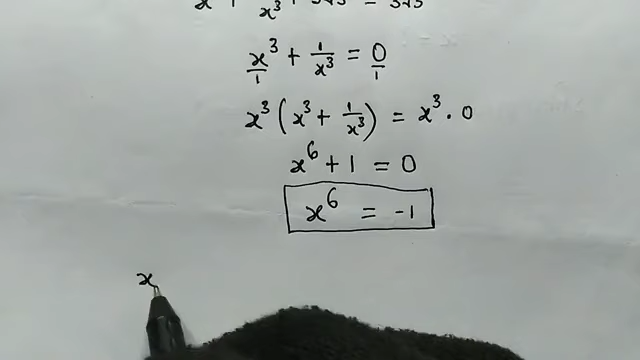 x³/1 + 1/x³ = 0/1
x³ (x³ + 1/x³) = x³ · 0
x⁶ + 1 = 0
x⁶ = -1
x